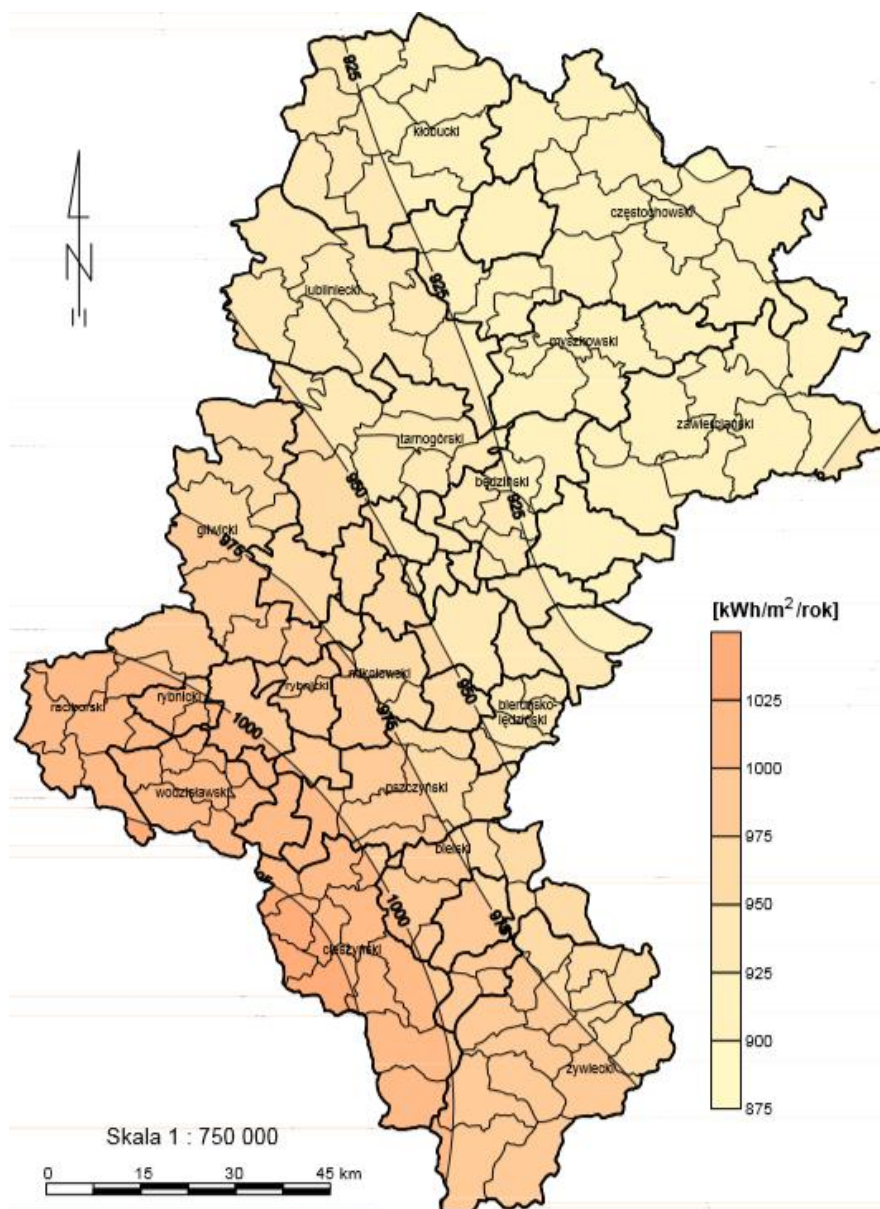 925
kłobucki
częstochowski
lubliniecki
925
myszkowski
zawierciański
tarnogórski
950
będziński
925
gliwicki
975
[kWh/m²/rok]
mikołowski
rybnicki
rybnicki
950
raciborski
bieruńsko-
lędziński
1025
975
1000
1000
pszczyński
wodzisławski
975
bielski
950
1000
975
cieszyński
925
900
żywiecki
875
Skala 1 : 750 000
0 15 30 45 km